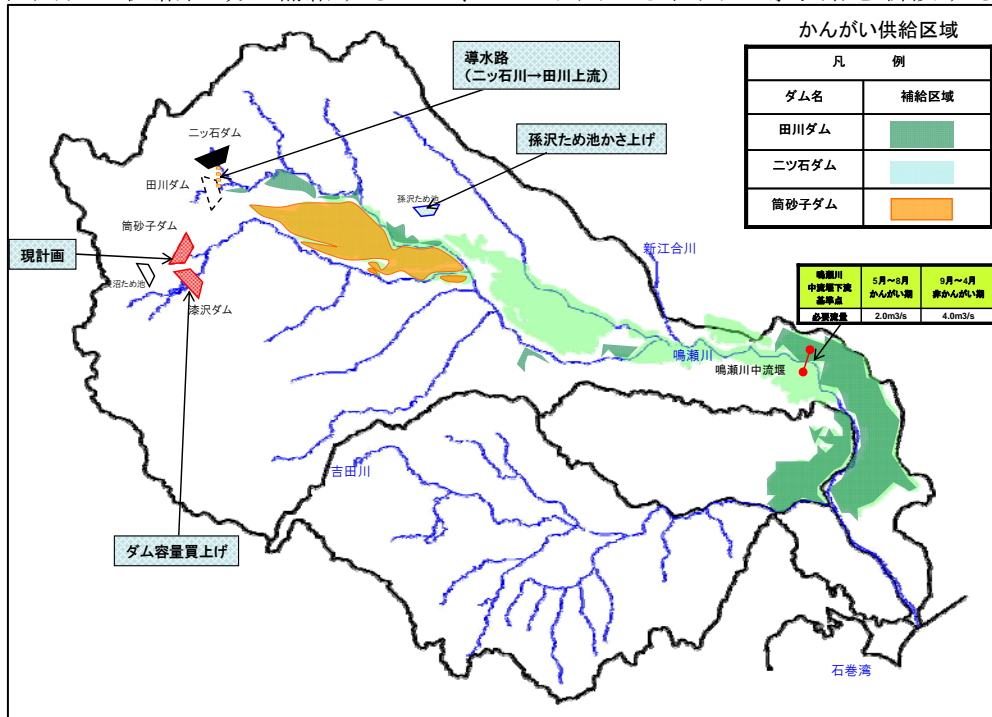 かんがい供給区域
凡 例
ダム名 補給区域
田川ダム
二ツ石ダム
筒砂子ダム
導水路
（二ッ石川→田川上流）
孫沢ため池かさ上げ
二ッ石ダム
田川ダム
孫沢ため池
筒砂子ダム
現計画
沼ため池
漆沢ダム
新江合川
鳴瀬川
中流堰下流
基準点
5月～8月
かんがい期
9月～4月
非かんがい期
必要流量 2.0m3/s 4.0m3/s
鳴瀬川
鳴瀬川中流堰
吉田川
ダム容量買上げ
石巻湾